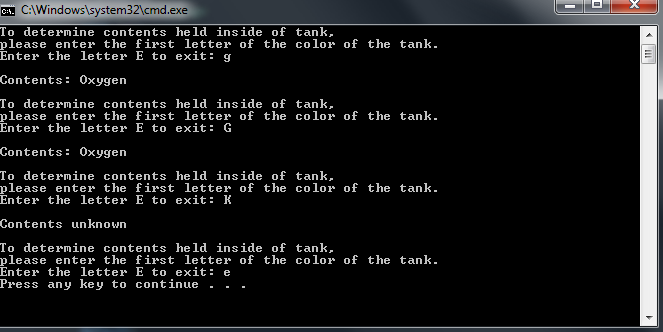 C:\Windows\system32\cmd.exe
To determine contents held inside of tank,
please enter the first letter of the color of the tank.
Enter the letter E to exit: g
Contents: Oxygen
To determine contents held inside of tank,
please enter the first letter of the color of the tank.
Enter the letter E to exit: G
Contents: Oxygen
To determine contents held inside of tank,
please enter the first letter of the color of the tank.
Enter the letter E to exit: K
Contents unknown
To determine contents held inside of tank,
please enter the first letter of the color of the tank.
Enter the letter E to exit: e
Press any key to continue . . .